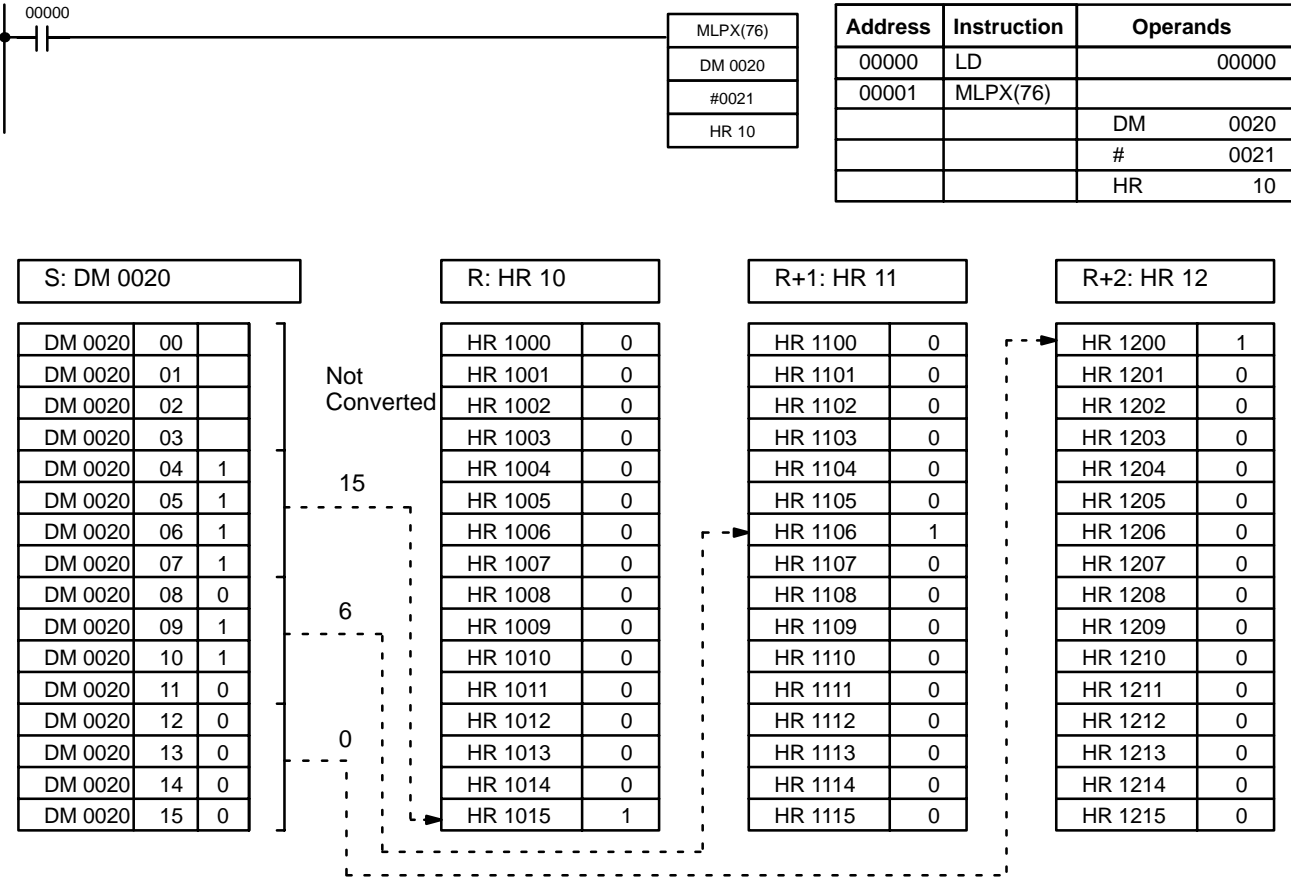 00000
MLPX(76)
DM 0020
#0021
HR 10
Address Instruction Operands
00000 LD 00000
00001 MLPX(76)
DM 0020
# 0021
HR 10
S: DM 0020 R: HR 10 R+1: HR 11 R+2: HR 12
DM 0020 00 HR 1000 0 HR 1100 0 HR 1200 1
DM 0020 01 Not HR 1001 0 HR 1101 0 HR 1201 0
DM 0020 02 Converted HR 1002 0 HR 1102 0 HR 1202 0
DM 0020 03 HR 1003 0 HR 1103 0 HR 1203 0
DM 0020 04 1 15 HR 1004 0 HR 1104 0 HR 1204 0
DM 0020 05 1 HR 1005 0 HR 1105 0 HR 1205 0
DM 0020 06 1 HR 1006 0 HR 1106 1 HR 1206 0
DM 0020 07 1 HR 1007 0 HR 1107 0 HR 1207 0
DM 0020 08 0 6 HR 1008 0 HR 1108 0 HR 1208 0
DM 0020 09 1 HR 1009 0 HR 1109 0 HR 1209 0
DM 0020 10 1 HR 1010 0 HR 1110 0 HR 1210 0
DM 0020 11 0 HR 1011 0 HR 1111 0 HR 1211 0
DM 0020 12 0 0 HR 1012 0 HR 1112 0 HR 1212 0
DM 0020 13 0 HR 1013 0 HR 1113 0 HR 1213 0
DM 0020 14 0 HR 1014 0 HR 1114 0 HR 1214 0
DM 0020 15 0 HR 1015 1 HR 1115 0 HR 1215 0